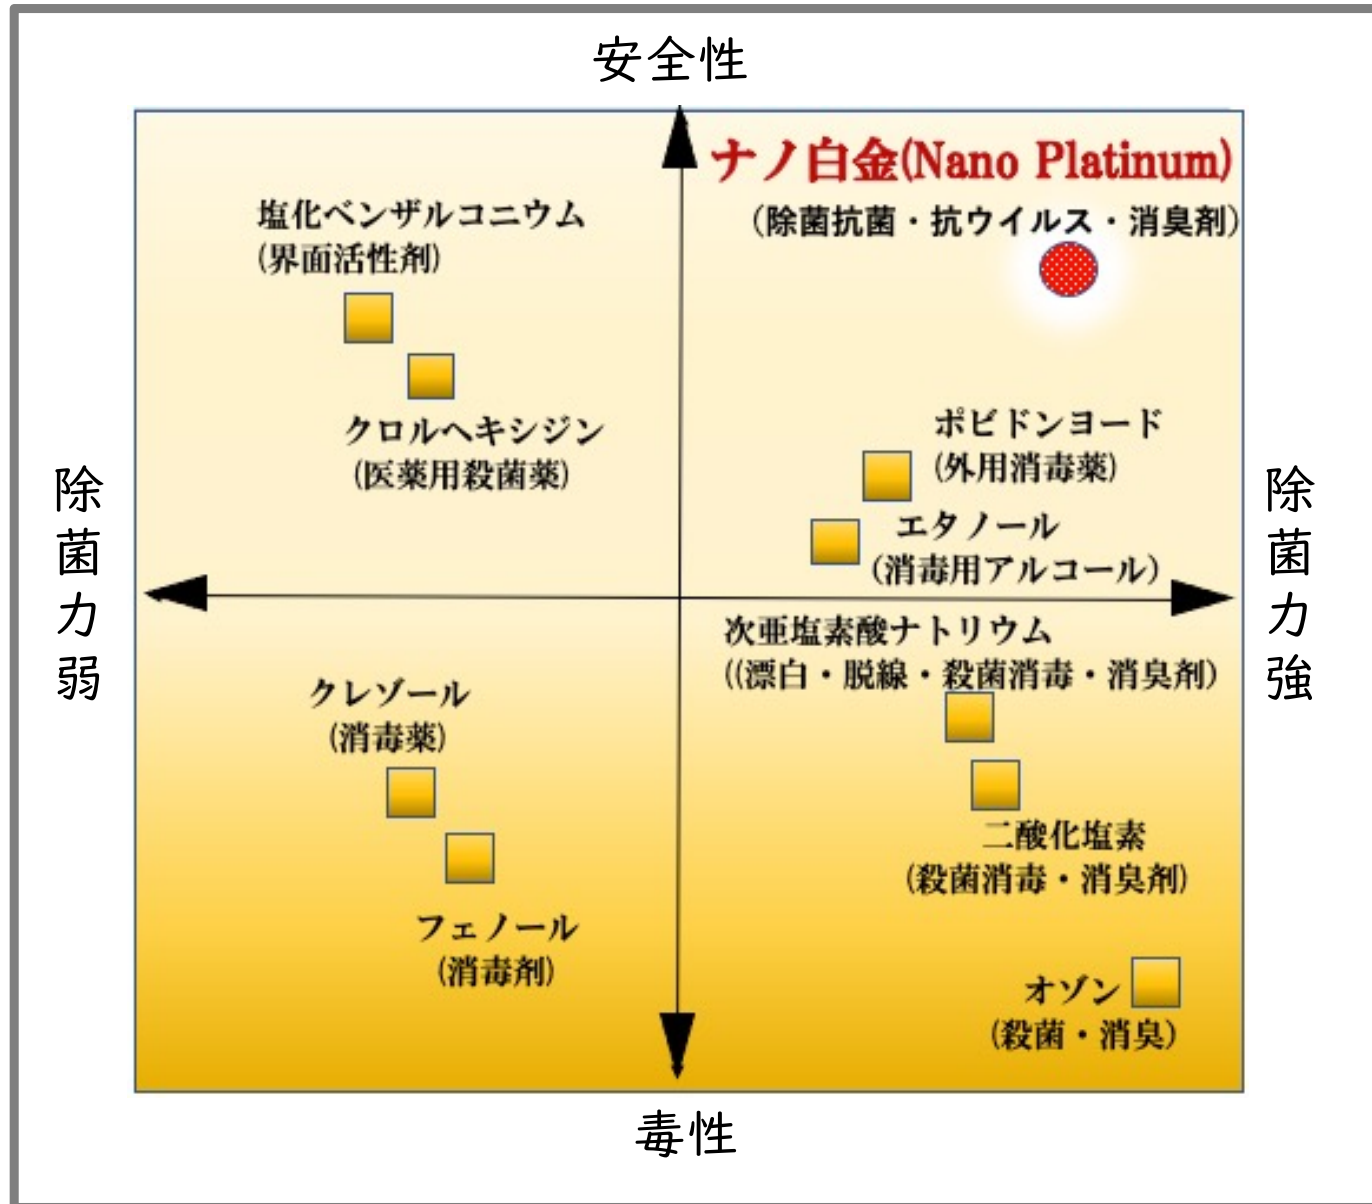 安全性
ナノ白金(Nano Platinum)
(除菌抗菌・抗ウイルス・消臭剤)
塩化ベンザルコニウム
(界面活性剤)
クロルヘキシジン
(医薬用殺菌薬)
ポビドンヨード
(外用消毒薬)
エタノール
(消毒用アルコール)
除菌力弱
除菌力強
次亜塩素酸ナトリウム
((漂白・脱線・殺菌消毒・消臭剤)
クレゾール
(消毒薬)
二酸化塩素
(殺菌消毒・消臭剤)
フェノール
(消毒剤)
オゾン
(殺菌・消臭)
毒性